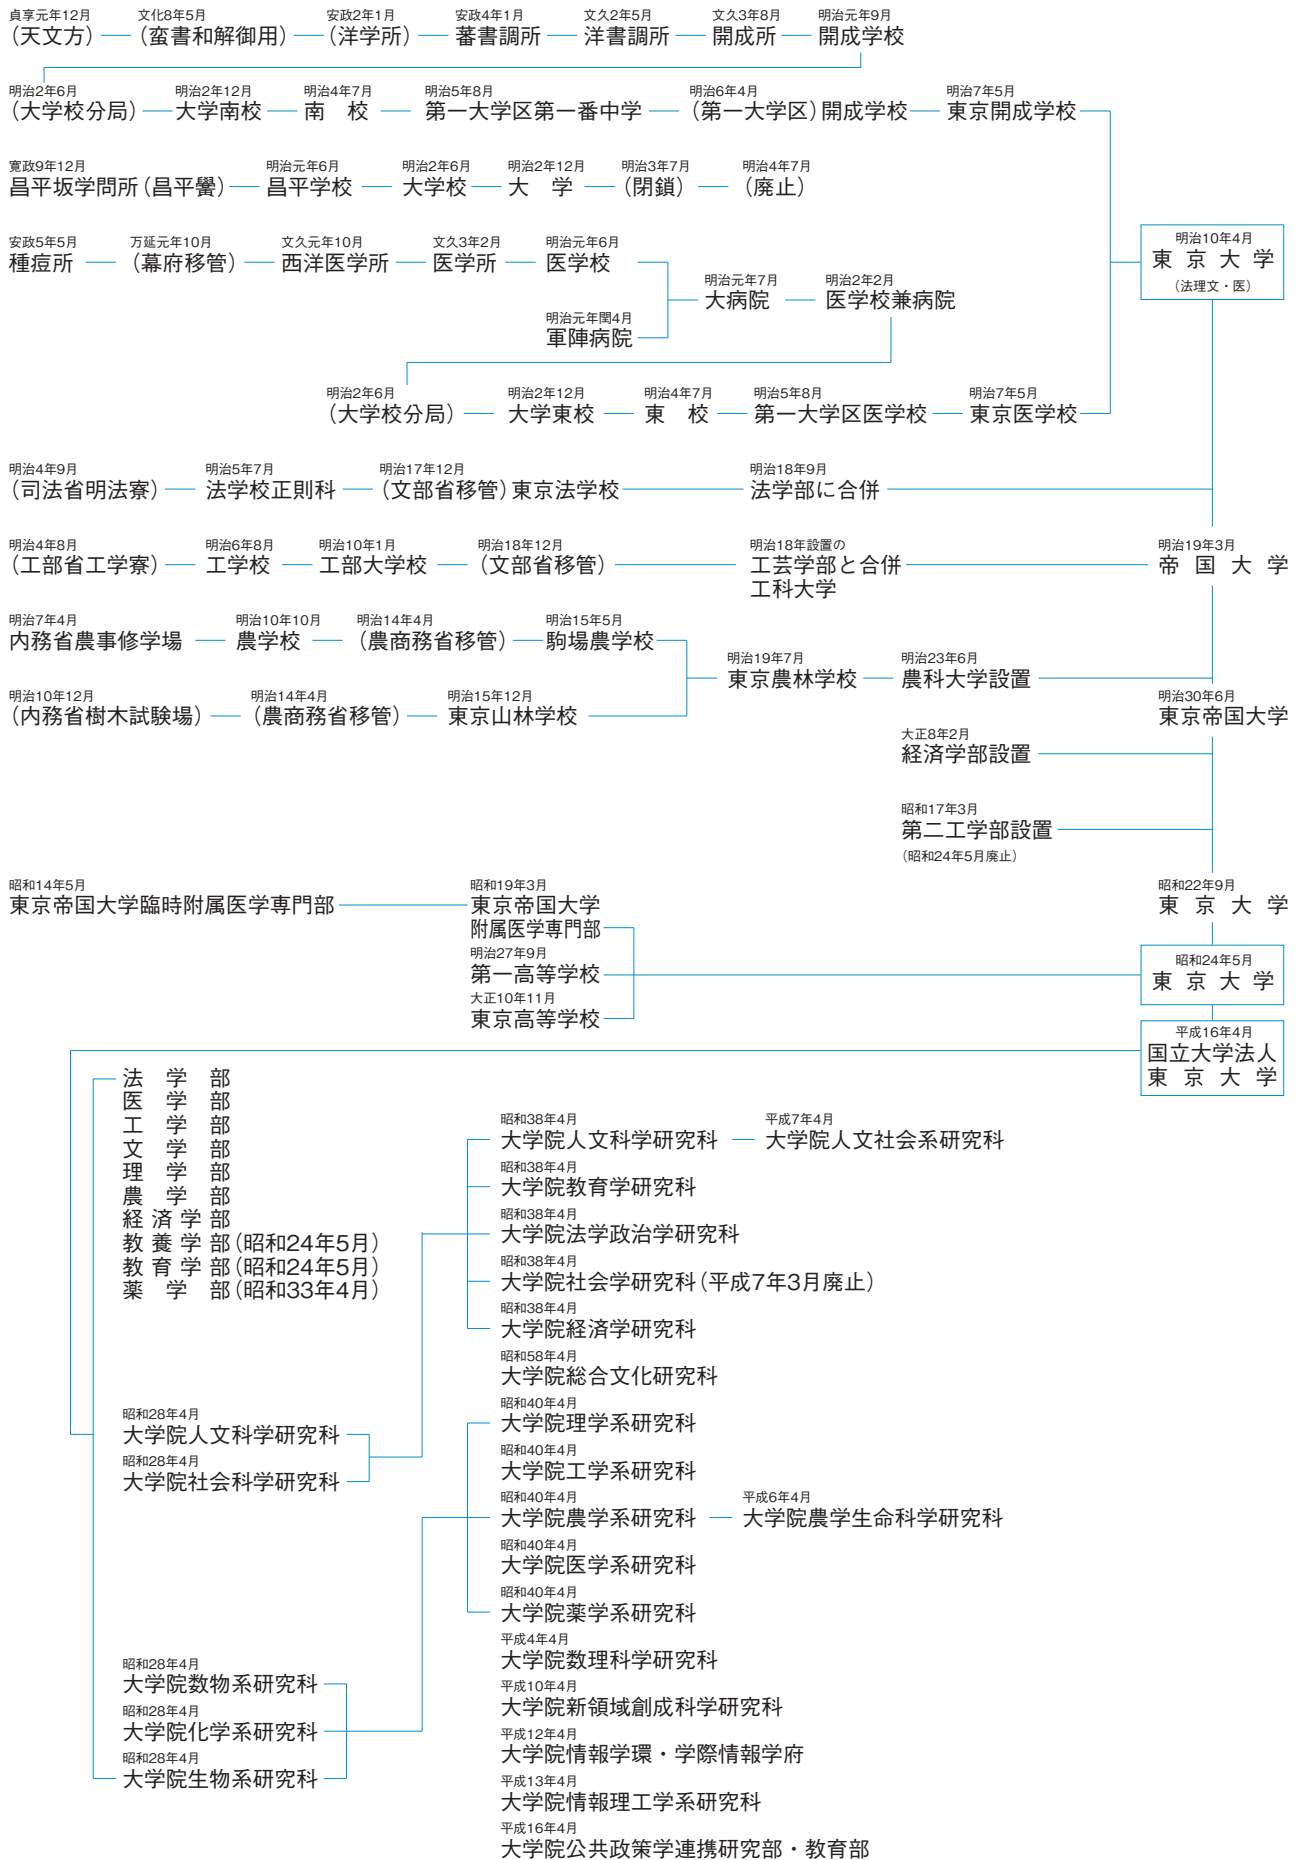 貞享元年12月 文化8年5月 安政2年1月 安政4年1月 文久2年5月 文久3年8月 明治元年9月
(天文方) (蛮書和解御用) (洋学所) 蕃書調所 洋書調所 開成所 開成学校
明治2年6月 明治2年12月 明治4年7月 明治5年8月 明治6年4月 明治7年5月
(大学校分局) 大学南校 南 校 第一大学区第一番中学 (第一大学区)開成学校 東京開成学校
寛政9年12月 明治元年6月 明治2年6月 明治2年12月 明治3年7月 明治4年7月
昌平坂学問所(昌平黌) 昌平学校 大学校 大 学 (閉鎖) (廃止)
安政5年5月 万延元年10月 文久元年10月 文久3年2月 明治元年6月
種痘所 (幕府移管) 西洋医学所 医学所 医学校
明治10年4月
東 京 大 学
(法理文・医)
明治元年7月 明治2年2月
大病院 医学校兼病院
明治元年閏4月
軍陣病院
明治2年6月 明治2年12月 明治4年7月 明治5年8月 明治7年5月
(大学校分局) 大学東校 東 校 第一大学区医学校 東京医学校
明治4年9月 明治5年7月 明治17年12月 明治18年9月
(司法省明法寮) 法学校正則科 (文部省移管)東京法学校 法学部に合併
明治4年8月 明治6年8月 明治10年1月 明治18年12月 明治18年設置の 明治19年3月
(工部省工学寮) 工学校 工部大学校 (文部省移管) 工芸学部と合併 帝 国 大 学
工科大学
明治7年4月 明治10年10月 明治14年4月 明治15年5月
内務省農事修学場 農学校 (農商務省移管) 駒場農学校
明治19年7月 明治23年6月
東京農林学校 農科大学設置
明治10年12月 明治14年4月 明治15年12月 明治30年6月
(内務省樹木試験場) (農商務省移管) 東京山林学校 東京帝国大学
大正8年2月
経済学部設置
昭和17年3月
第二工学部設置
(昭和24年5月廃止)
昭和14年5月 昭和19年3月 昭和22年9月
東京帝国大学臨時附属医学専門部 東京帝国大学 東 京 大 学
附属医学専門部
明治27年9月
第一高等学校
昭和24年5月
東 京 大 学
大正10年11月
東京高等学校
平成16年4月
国立大学法人
東 京 大 学
法 学 部
医 学 部
工 学 部
文 学 部
理 学 部
農 学 部
経 済 学 部
教 養 学 部(昭和24年5月)
教 育 学 部(昭和24年5月)
薬 学 部(昭和33年4月)
昭和38年4月 平成7年4月
大学院人文科学研究科 大学院人文社会系研究科
昭和38年4月
大学院教育学研究科
昭和38年4月
大学院法学政治学研究科
昭和38年4月
大学院社会学研究科(平成7年3月廃止)
昭和38年4月
大学院経済学研究科
昭和58年4月
大学院総合文化研究科
昭和28年4月
大学院人文科学研究科
昭和28年4月
大学院社会科学研究科
昭和40年4月
大学院理学系研究科
昭和40年4月
大学院工学系研究科
昭和40年4月 平成6年4月
大学院農学系研究科 大学院農学生命科学研究科
昭和40年4月
大学院医学系研究科
昭和40年4月
大学院薬学系研究科
平成4年4月
大学院数理科学研究科
昭和28年4月
大学院数物系研究科
昭和28年4月
大学院化学系研究科
昭和28年4月
大学院生物系研究科
平成10年4月
大学院新領域創成科学研究科
平成12年4月
大学院情報学環・学際情報学府
平成13年4月
大学院情報理工学系研究科
平成16年4月
大学院公共政策学連携研究部・教育部